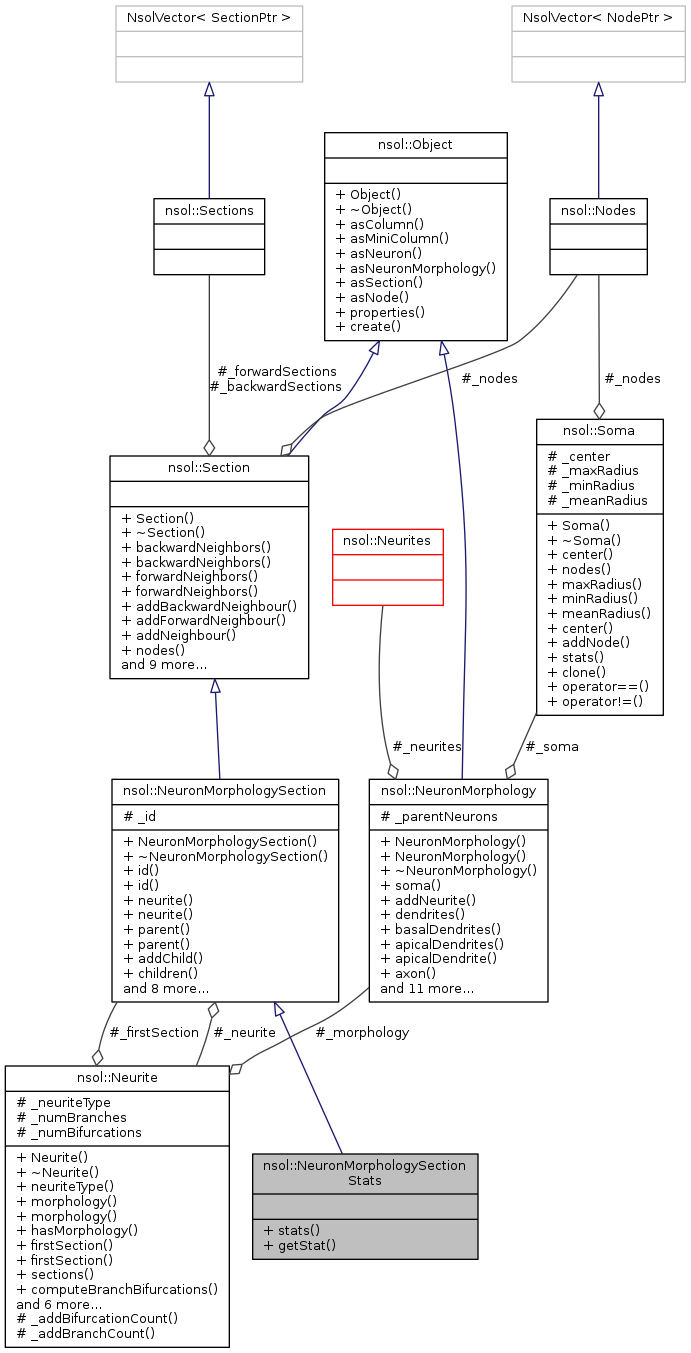 NsolVector< SectionPtr >
NsolVector< NodePtr >
nsol::Object
+ Object()
+ ~Object()
+ asColumn()
+ asMiniColumn()
+ asNeuron()
+ asNeuronMorphology()
+ asSection()
+ asNode()
+ properties()
+ create()
nsol::Sections
nsol::Nodes
#_forwardSections
#_backwardSections
#_nodes
#_nodes
nsol::Soma
# _center
# _maxRadius
# _minRadius
# _meanRadius
+ Soma()
+ ~Soma()
+ center()
+ nodes()
+ maxRadius()
+ minRadius()
+ meanRadius()
+ center()
+ addNode()
+ stats()
+ clone()
+ operator==()
+ operator!=()
nsol::Section
+ Section()
+ ~Section()
+ backwardNeighbors()
+ backwardNeighbors()
+ forwardNeighbors()
+ forwardNeighbors()
+ addBackwardNeighbour()
+ addForwardNeighbour()
+ addNeighbour()
+ nodes()
and 9 more...
nsol::Neurites
#_neurites
#_soma
nsol::NeuronMorphologySection
# _id
+ NeuronMorphologySection()
+ ~NeuronMorphologySection()
+ id()
+ id()
+ neurite()
+ neurite()
+ parent()
+ parent()
+ addChild()
+ children()
and 8 more...
nsol::NeuronMorphology
# _parentNeurons
+ NeuronMorphology()
+ NeuronMorphology()
+ ~NeuronMorphology()
+ soma()
+ addNeurite()
+ dendrites()
+ basalDendrites()
+ apicalDendrites()
+ apicalDendrite()
+ axon()
and 11 more...
#_firstSection
#_neurite
#_morphology
nsol::Neurite
# _neuriteType
# _numBranches
# _numBifurcations
+ Neurite()
+ ~Neurite()
+ neuriteType()
+ morphology()
+ morphology()
+ hasMorphology()
+ firstSection()
+ firstSection()
+ sections()
+ computeBranchBifurcations()
and 6 more...
# _addBifurcationCount()
# _addBranchCount()
nsol::NeuronMorphologySection
Stats
+ stats()
+ getStat()